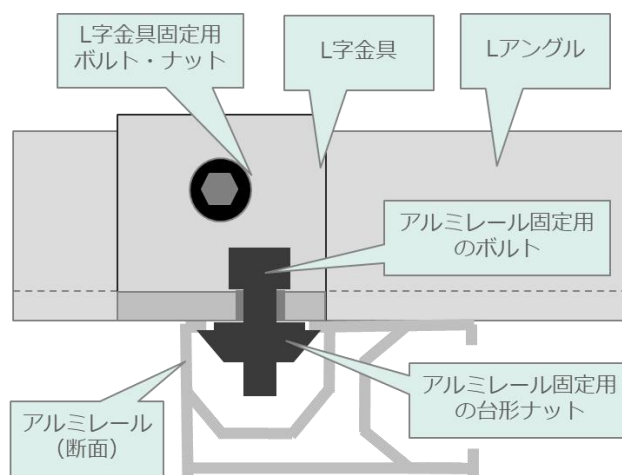 L字金具固定用
ボルト・ナット
L字金具
Lアングル
アルミレール固定用
のボルト
アルミレール固定用
の台形ナット
アルミレール
（断面）